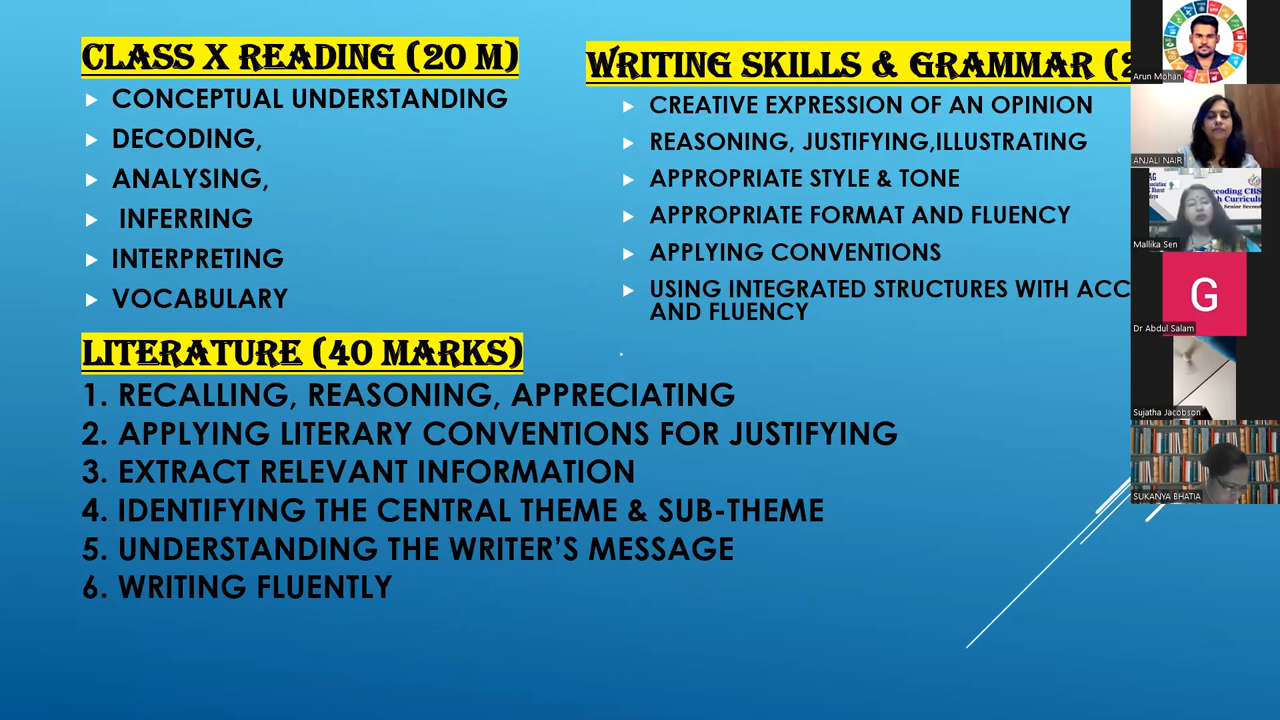 CLASS X READING (20 M)
CONCEPTUAL UNDERSTANDING
DECODING,
ANALYSING,
INFERRING
INTERPRETING
VOCABULARY
WRITING SKILLS & GRAMMAR (2
CREATIVE EXPRESSION OF AN OPINION
REASONING, JUSTIFYING,ILLUSTRATING
APPROPRIATE STYLE & TONE
APPROPRIATE FORMAT AND FLUENCY
APPLYING CONVENTIONS
USING INTEGRATED STRUCTURES WITH ACC
AND FLUENCY
LITERATURE (40 MARKS)
1. RECALLING, REASONING, APPRECIATING
2. APPLYING LITERARY CONVENTIONS FOR JUSTIFYING
3. EXTRACT RELEVANT INFORMATION
4. IDENTIFYING THE CENTRAL THEME & SUB-THEME
5. UNDERSTANDING THE WRITER'S MESSAGE
6. WRITING FLUENTLY
Arun Mohan
ANJALI NAIR
Mallika Sen
G
Dr Abdul Salam
Sujatha Jacobson
SUKANYA BHATIA